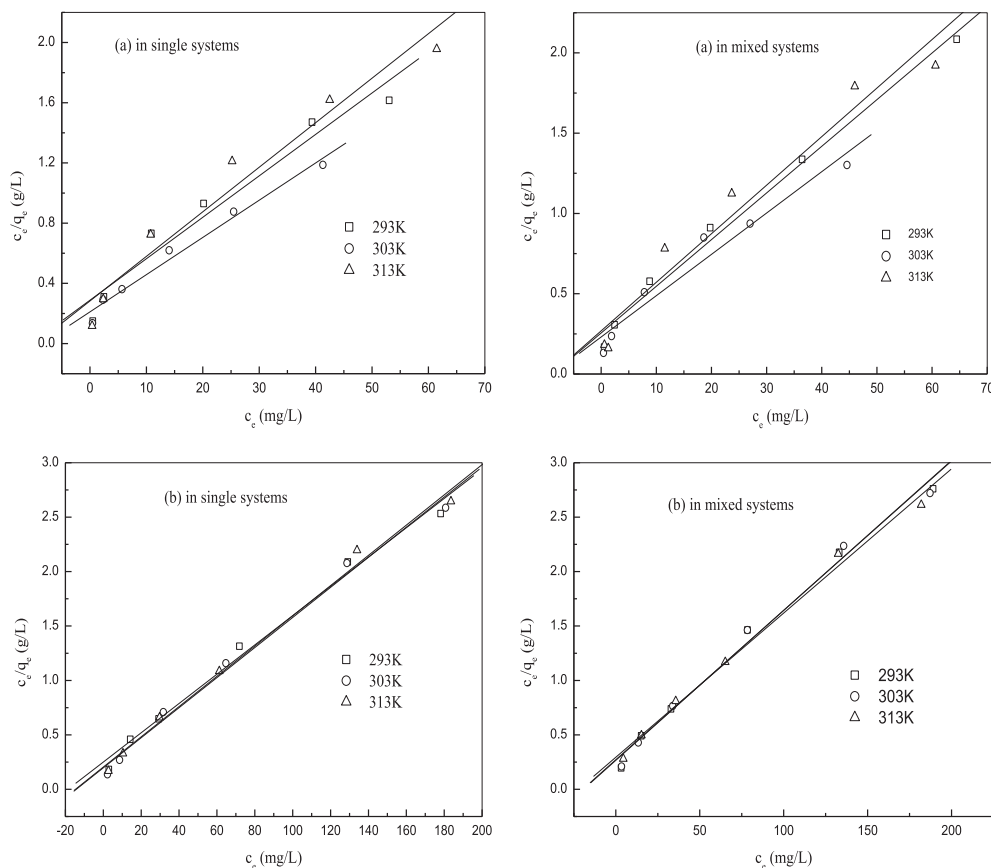 (a) in single systems
2.0
1.6
1.2
0.8
0.4
0.0
c_e/q_e (g/L)
293K
303K
313K
0 10 20 30 40 50 60 70
c_e (mg/L)
(a) in mixed systems
2.0
1.5
1.0
0.5
0.0
c_e/q_e (g/L)
293K
303K
313K
0 10 20 30 40 50 60 70
c_e (mg/L)
(b) in single systems
3.0
2.5
2.0
1.5
1.0
0.5
0.0
c_e/q_e (g/L)
293K
303K
313K
-20 0 20 40 60 80 100 120 140 160 180 200
c_e (mg/L)
(b) in mixed systems
3.0
2.5
2.0
1.5
1.0
0.5
0.0
c_e/q_e (g/L)
293K
303K
313K
0 50 100 150 200
c_e (mg/L)